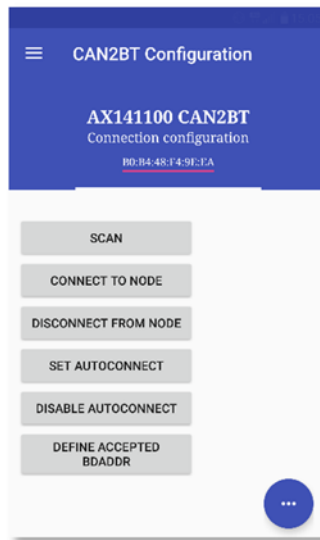 CAN2BT Configuration
AX141100 CAN2BT
Connection configuration
B0:B4:48:F4:9E:EA
SCAN
CONNECT TO NODE
DISCONNECT FROM NODE
SET AUTOCONNECT
DISABLE AUTOCONNECT
DEFINE ACCEPTED
BDADDR